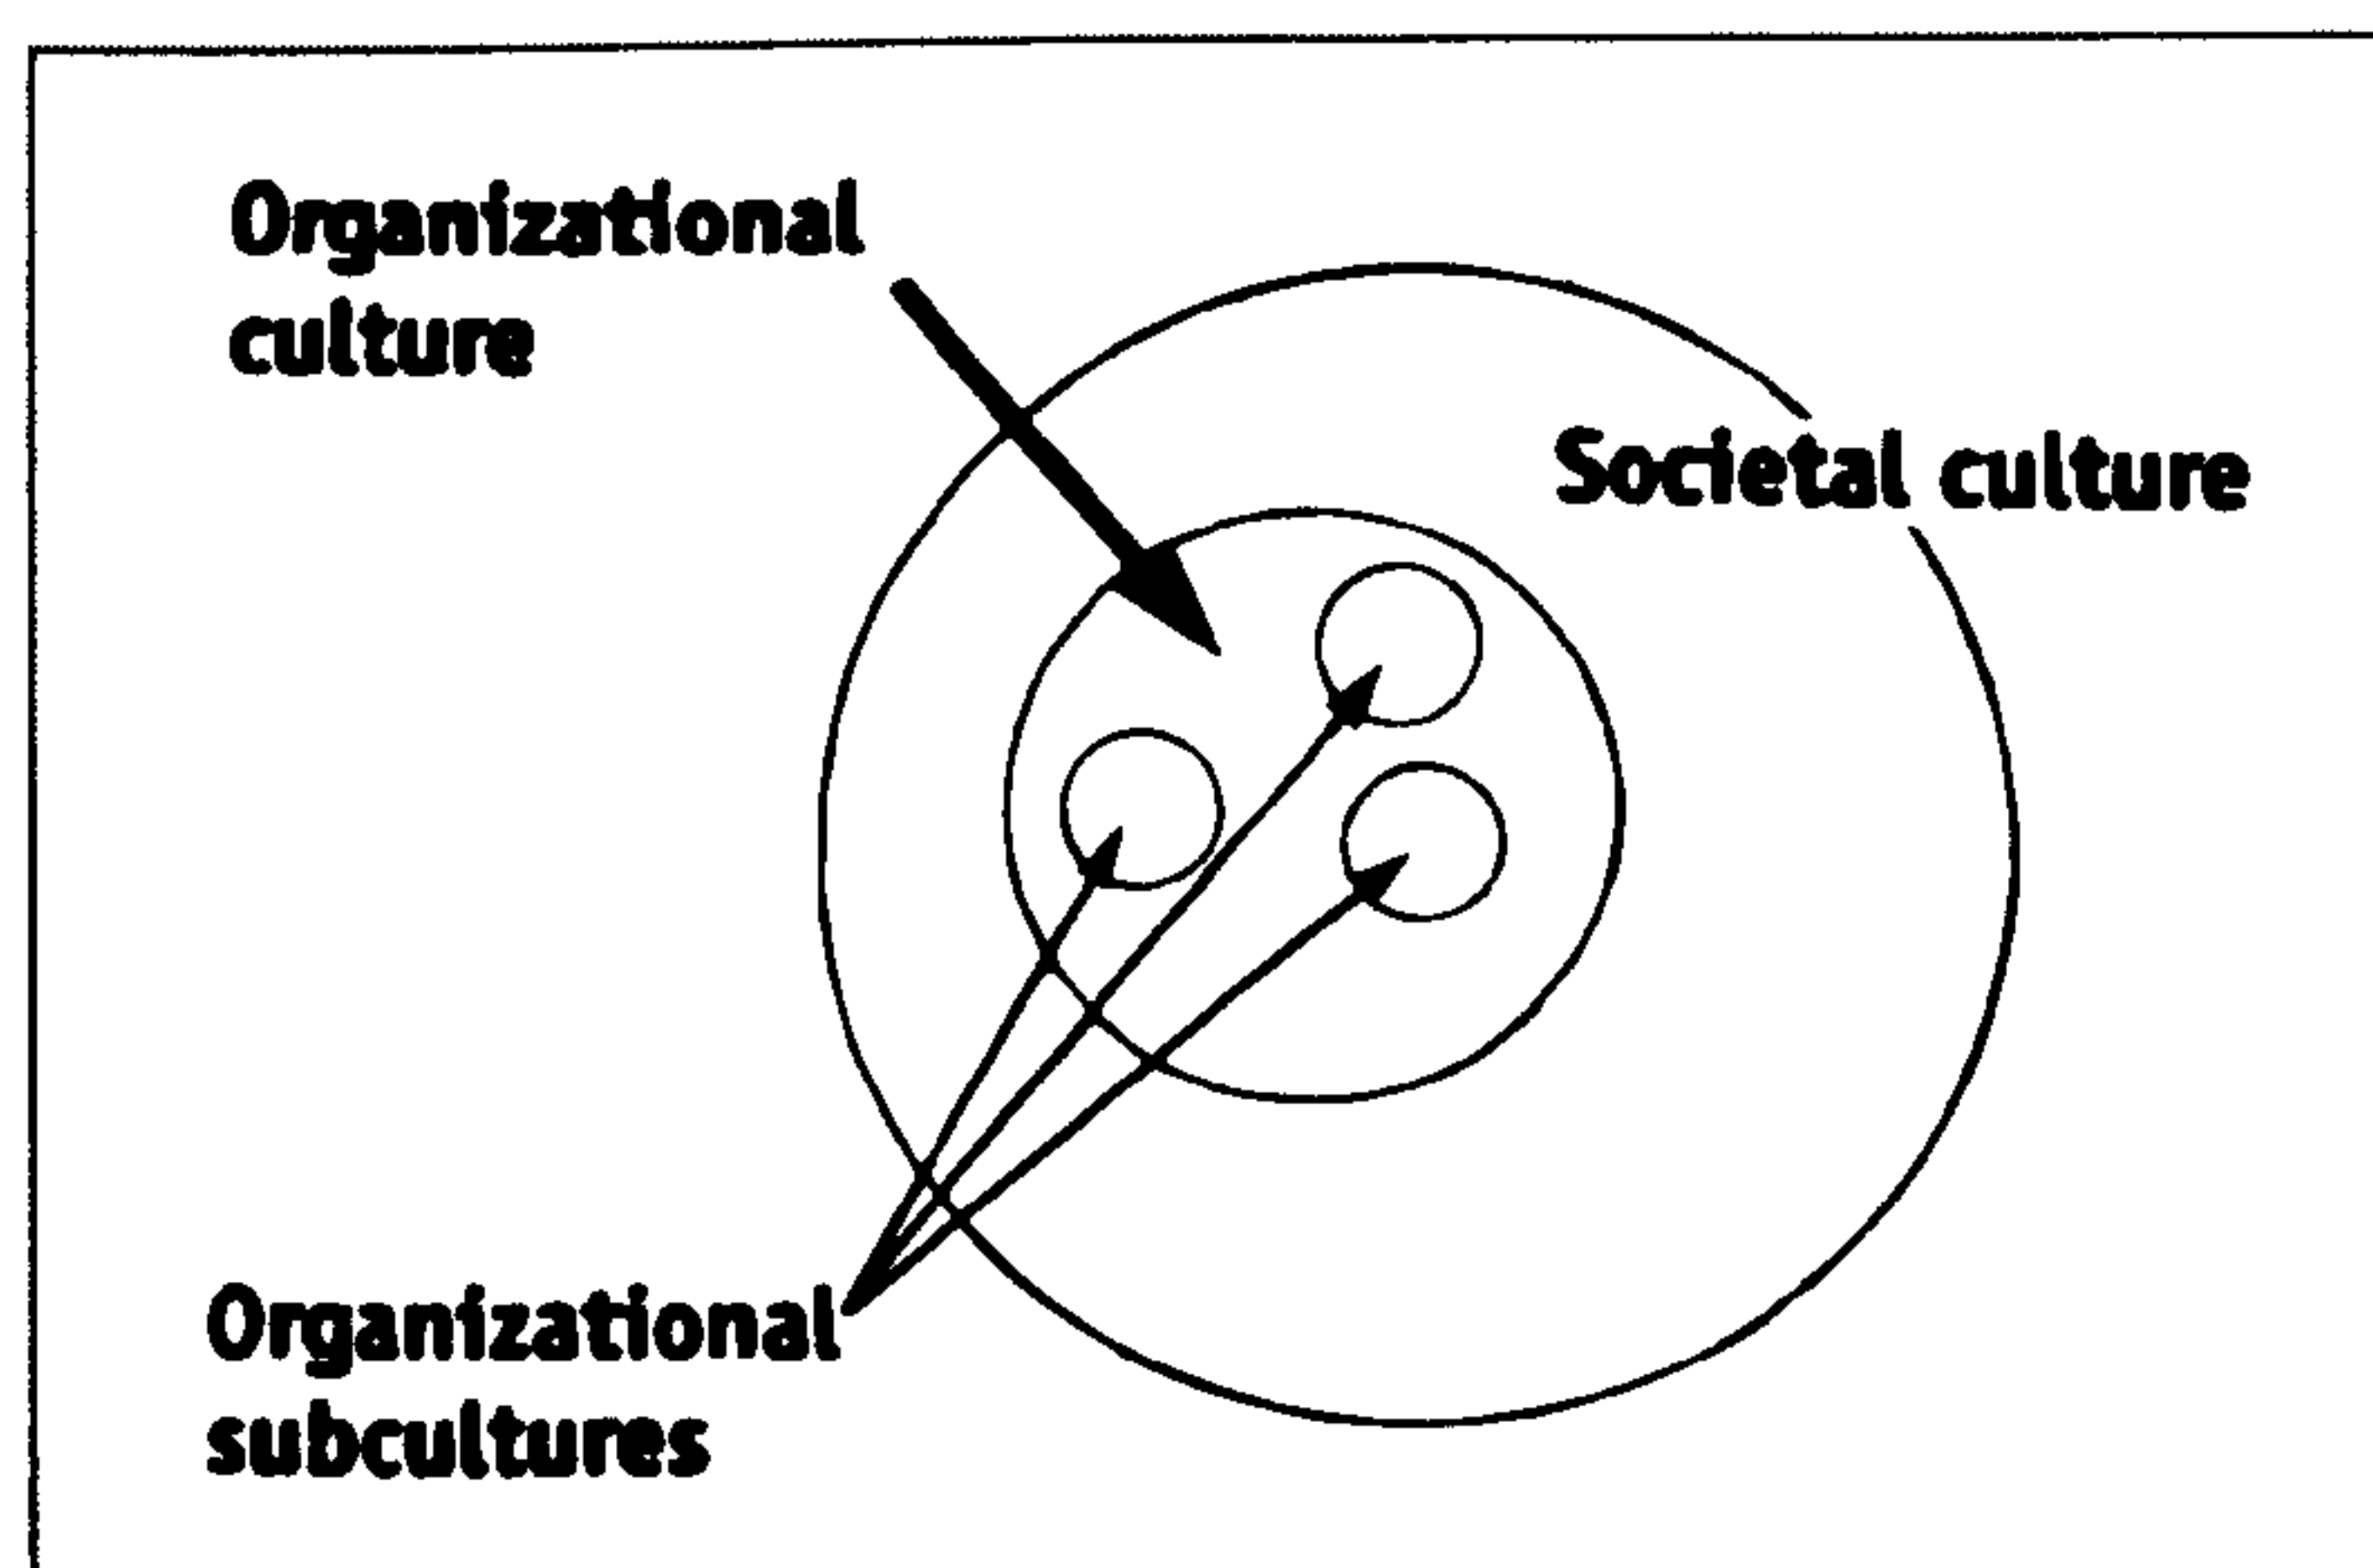 Organizational
culture
Societal culture
Organizational
subcultures